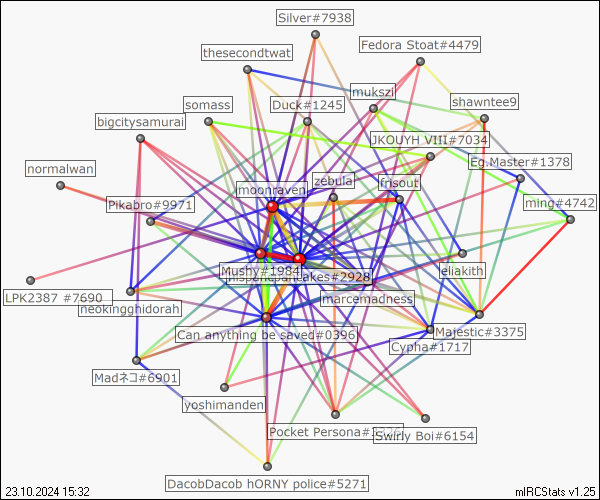 Silver#7938
Fedora Stoat#4479
thesecondtwat
mukszi
shawntee9
somass
Duck#1245
bigcitysamurai
JKOUYH VIII#7034
Eg.Master#1378
normalwan
moonraven
zebula
frisout
Pikabro#9971
ming#4742
Mushy#1984
cakes#2928
eliakith
LPK2387 #7690
neokingghidorah
marcemadness
Can anything be saved#0396
Majestic#3375
Cypha#1717
Madネコ#6901
yoshimanden
Pocket Persona#
Swirly Boi#6154
DacobDacob hORNY police#5271
23.10.2024 15:32
mIRCStats v1.25